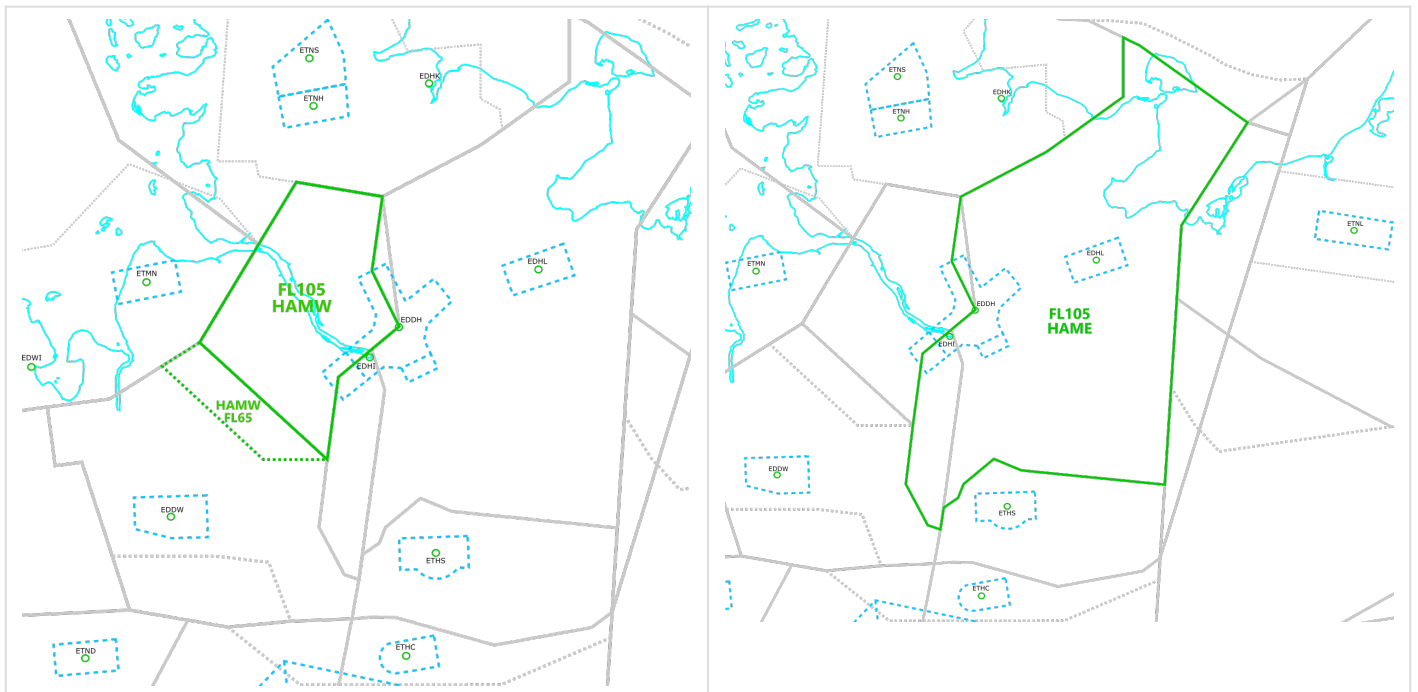 ETNS
EDHK
ETNH
ETMN
EDHL
FL105
HAMW
EDDH
EDHI
EDWI
HAMW
FL65
EDDW
ETHS
ETND
ETHC
ETNS
EDHK
ETNH
ETNL
ETMN
EDHL
EDDH
FL105
HAME
EDHI
EDDW
ETHS
ETHC